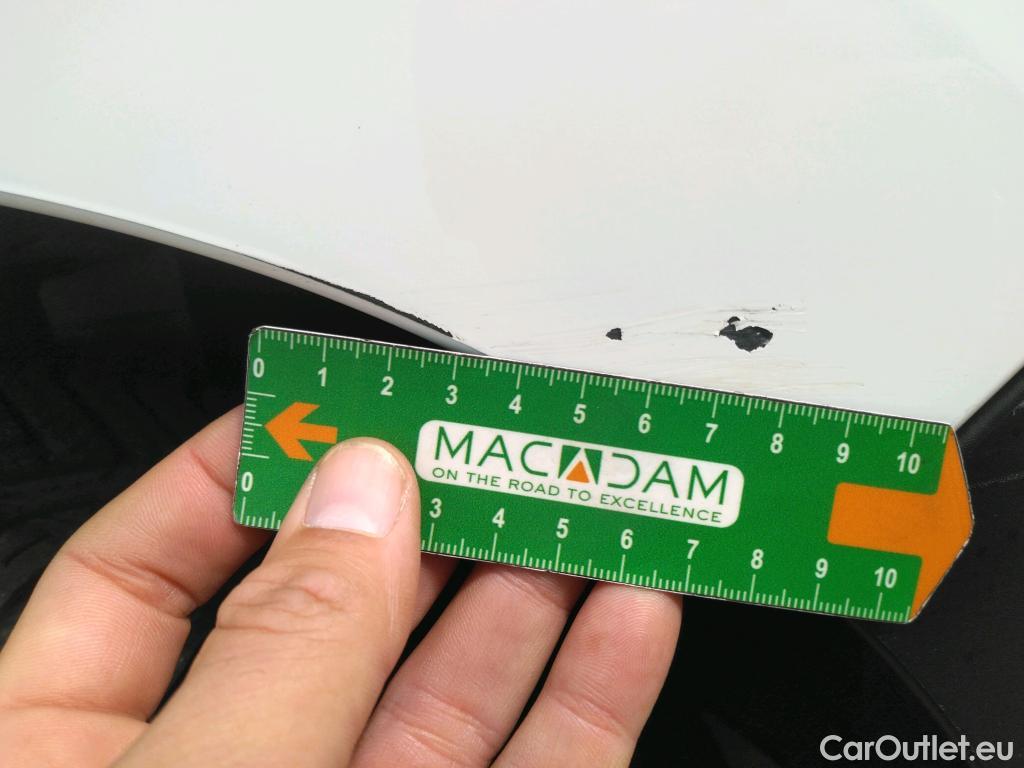 0 1 2 3 4 5 6 7 8 9 10
MACADAM
ON THE ROAD TO EXCELLENCE
0 3 4 5 6 7 8 9 10
CarOutlet.eu